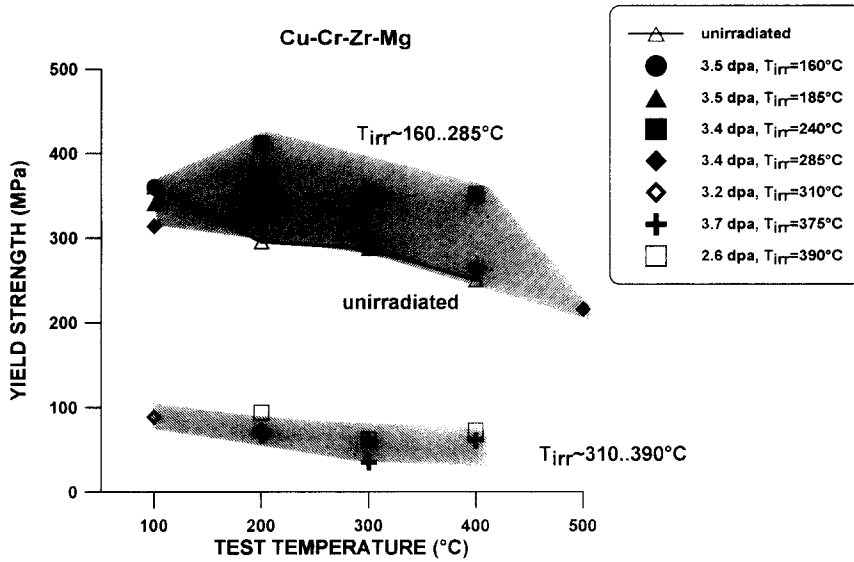 Cu-Cr-Zr-Mg
unirradiated
3.5 dpa, Tirr=160°C
3.5 dpa, Tirr=185°C
3.4 dpa, Tirr=240°C
3.4 dpa, Tirr=285°C
3.2 dpa, Tirr=310°C
3.7 dpa, Tirr=375°C
2.6 dpa, Tirr=390°C
YIELD STRENGTH (MPa)
500
400
300
200
100
0
Tirr~160..285°C
unirradiated
Tirr~310..390°C
100 200 300 400 500
TEST TEMPERATURE (°C)